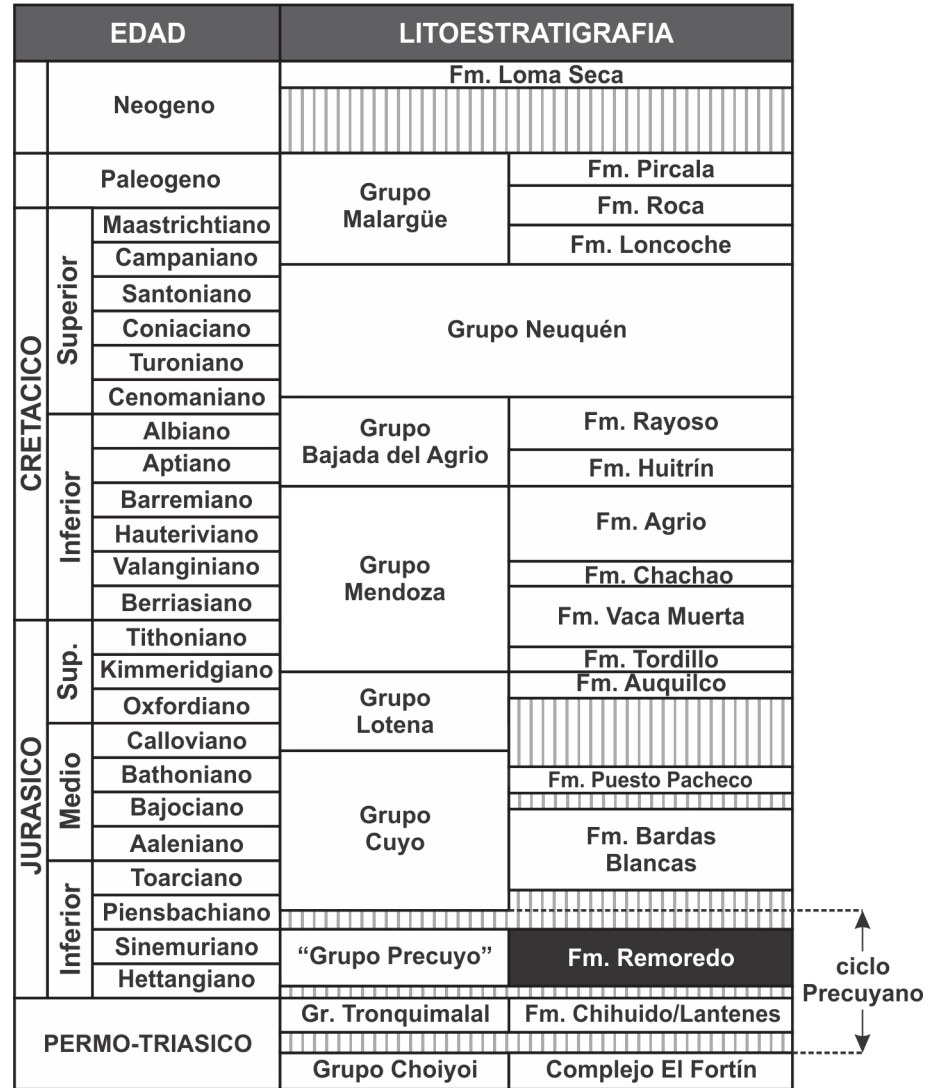 EDAD
LITOESTRATIGRAFIA
Neogeno
Fm. Loma Seca
Paleogeno
Grupo
Malargüe
Fm. Pircala
Fm. Roca
Fm. Loncoche
CRETACICO
Superior
Maastrichtiano
Campaniano
Santoniano
Coniaciano
Turoniano
Cenomaniano
Grupo Neuquén
Inferior
Albiano
Aptiano
Barremiano
Hauteriviano
Valanginiano
Berriasiano
Grupo
Bajada del Agrio
Fm. Rayoso
Fm. Huitrín
Grupo
Mendoza
Fm. Agrio
Fm. Chachao
Fm. Vaca Muerta
Fm. Tordillo
JURASICO
Sup.
Tithoniano
Kimmeridgiano
Oxfordiano
Grupo
Lotena
Fm. Auquilco
Medio
Calloviano
Bathoniano
Bajociano
Aaleniano
Grupo
Cuyo
Fm. Puesto Pacheco
Fm. Bardas
Blancas
Inferior
Toarciano
Piensbachiano
Sinemuriano
Hettangiano
“Grupo Precuyo”
Fm. Remoredo
ciclo
Precuyano
PERMO-TRIASICO
Gr. Tronquimalal
Fm. Chihuido/Lantenes
Grupo Choiyoi
Complejo El Fortín